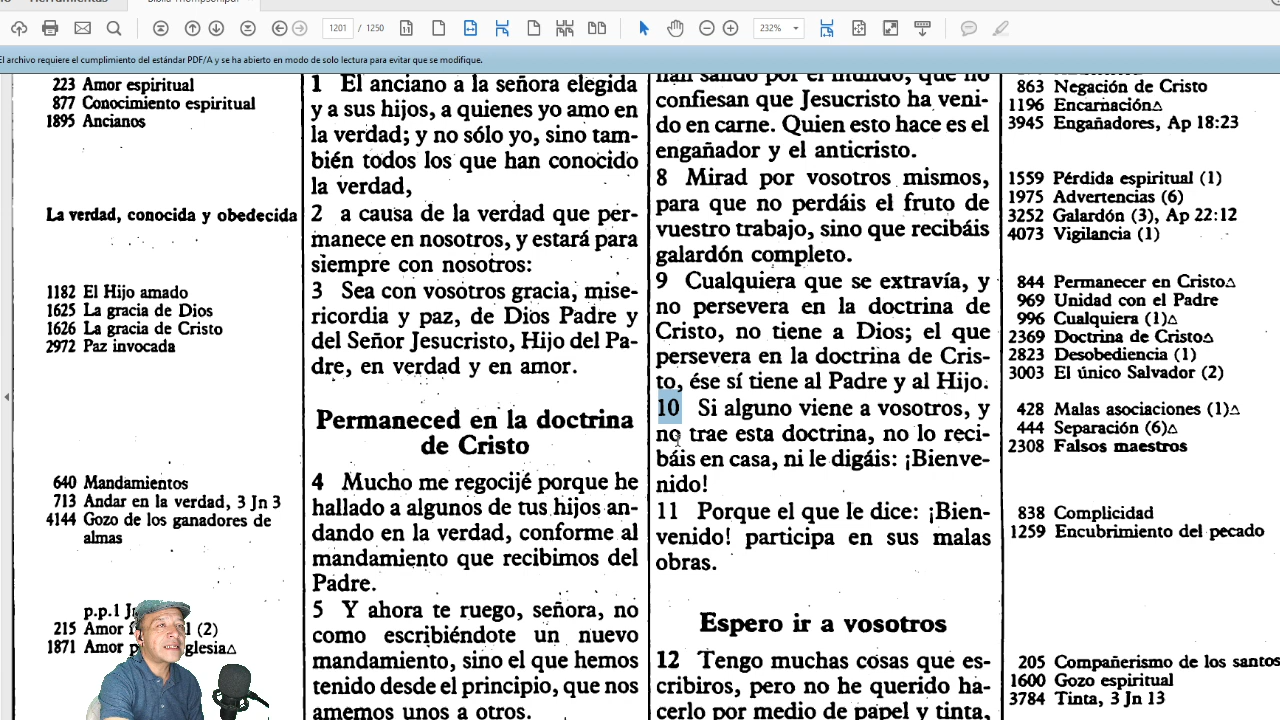 Herramientas
Biblia Thompson.pdf
1201 / 1250
232%
El archivo requiere el cumplimiento del estándar PDF/A y se ha abierto en modo de solo lectura para evitar que se modifique.
223 Amor espiritual
877 Conocimiento espiritual
1895 Ancianos
La verdad, conocida y obedecida
1182 El Hijo amado
1625 La gracia de Dios
1626 La gracia de Cristo
2972 Paz invocada
640 Mandamientos
713 Andar en la verdad, 3 Jn 3
4144 Gozo de los ganadores de
almas
p.p.1 J
215 Amor (2)
1871 Amor p glesia△
1 El anciano a la señora elegida
y a sus hijos, a quienes yo amo en
la verdad; y no sólo yo, sino tam-
bién todos los que han conocido
la verdad,
2 a causa de la verdad que per-
manece en nosotros, y estará para
siempre con nosotros:
3 Sea con vosotros gracia, mise-
ricordia y paz, de Dios Padre y
del Señor Jesucristo, Hijo del Pa-
dre, en verdad y en amor.
Permaneced en la doctrina
de Cristo
4 Mucho me regocijé porque he
hallado a algunos de tus hijos an-
dando en la verdad, conforme al
mandamiento que recibimos del
Padre.
5 Y ahora te ruego, señora, no
como escribiéndote un nuevo
mandamiento, sino el que hemos
tenido desde el principio, que nos
amemos unos a otros.
han salido por el mundo, que no
confiesan que Jesucristo ha veni-
do en carne. Quien esto hace es el
engañador y el anticristo.
8 Mirad por vosotros mismos,
para que no perdáis el fruto de
vuestro trabajo, sino que recibáis
galardón completo.
9 Cualquiera que se extravía, y
no persevera en la doctrina de
Cristo, no tiene a Dios; el que
persevera en la doctrina de Cris-
to, ése sí tiene al Padre y al Hijo.
10 Si alguno viene a vosotros, y
no trae esta doctrina, no lo reci-
báis en casa, ni le digáis: ¡Bienve-
nido!
11 Porque el que le dice: ¡Bien-
venido! participa en sus malas
obras.
Espero ir a vosotros
12 Tengo muchas cosas que es-
cribiros, pero no he querido ha-
cerlo por medio de papel y tinta,
863 Negación de Cristo
1196 Encarnación△
3945 Engañadores, Ap 18:23
1559 Pérdida espiritual (1)
1975 Advertencias (6)
3252 Galardón (3), Ap 22:12
4073 Vigilancia (1)
844 Permanecer en Cristo△
969 Unidad con el Padre
996 Cualquiera (1)△
2369 Doctrina de Cristo△
2823 Desobediencia (1)
3003 El único Salvador (2)
428 Malas asociaciones (1)△
444 Separación (6)△
2308 Falsos maestros
838 Complicidad
1259 Encubrimiento del pecado
205 Compañerismo de los santos
1600 Gozo espiritual
3784 Tinta, 3 Jn 13